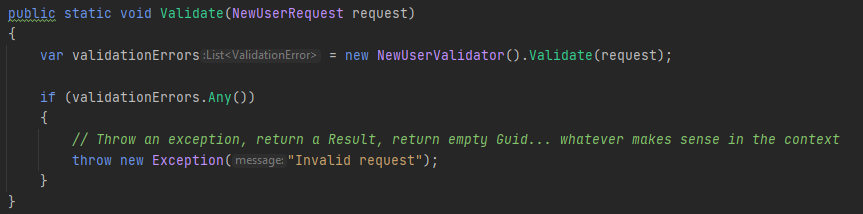 public static void Validate(NewUserRequest request)
{
    var validationErrors :List<ValidationError> = new NewUserValidator().Validate(request);

    if (validationErrors.Any())
    {
        // Throw an exception, return a Result, return empty Guid... whatever makes sense in the context
        throw new Exception( message: "Invalid request");
    }
}